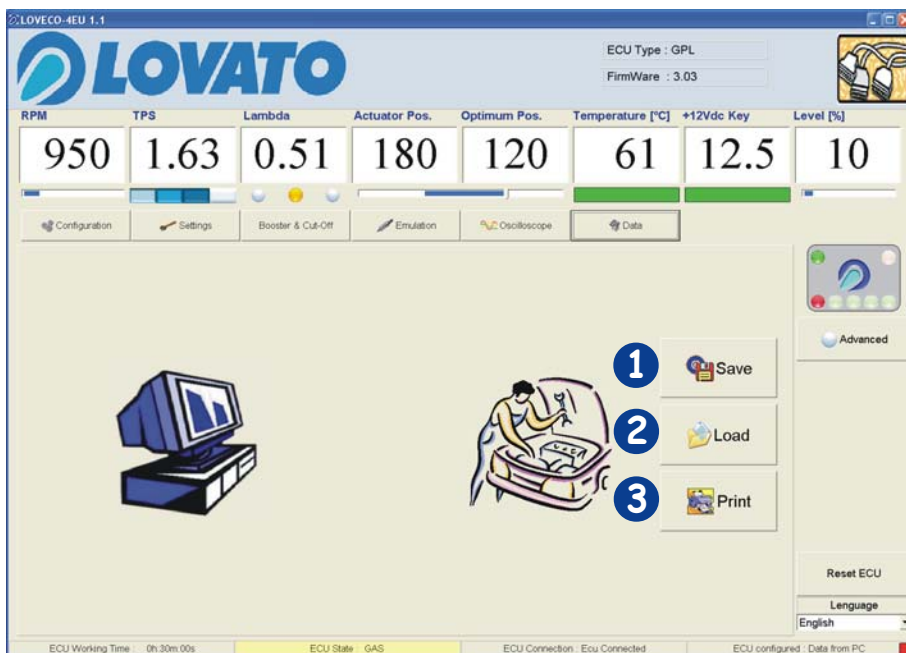 LOVECO-4EU 1.1
LOVATO
ECU Type : GPL
FirmWare : 3.03
RPM TPS Lambda Actuator Pos. Optimum Pos. Temperature [°C] +12Vdc Key Level [%]
950 1.63 0.51 180 120 61 12.5 10
Configuration Settings Booster & Cut-Off Emulation Oscilloscope Data
Advanced
1 Save
2 Load
3 Print
Reset ECU
Lenguage
English
ECU Working Time : 0h:30m:00s ECU State : GAS ECU Connection : Ecu Connected ECU configured : Data from PC